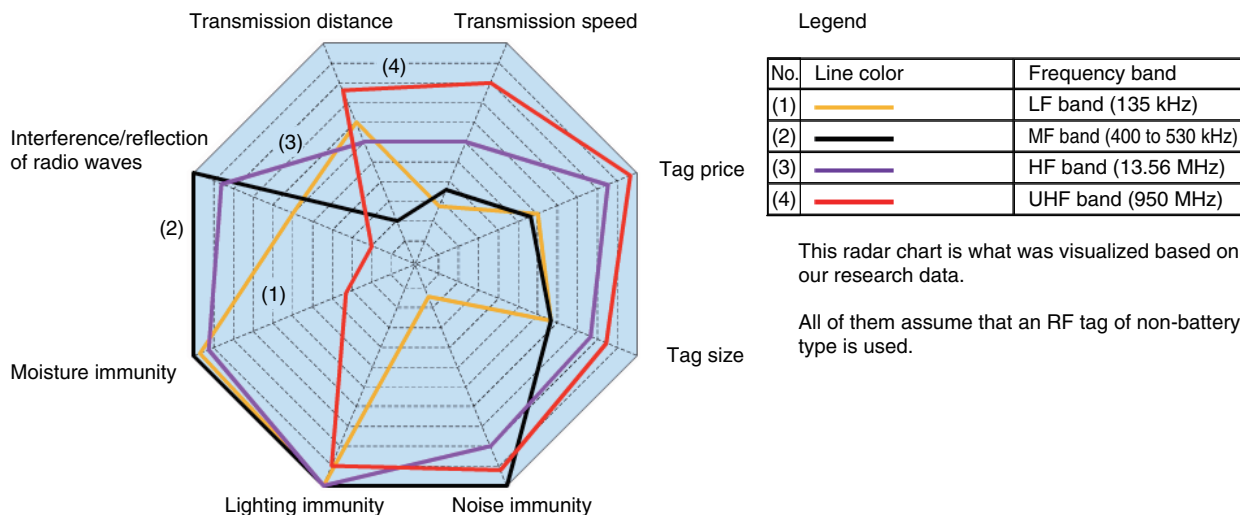 Transmission distance
Transmission speed
(4)
(3)
Interference/reflection
of radio waves
Tag price
(2)
(1)
Moisture immunity
Tag size
Lighting immunity
Noise immunity
Legend
No. Line color Frequency band
(1) LF band (135 kHz)
(2) MF band (400 to 530 kHz)
(3) HF band (13.56 MHz)
(4) UHF band (950 MHz)
This radar chart is what was visualized based on
our research data.
All of them assume that an RF tag of non-battery
type is used.